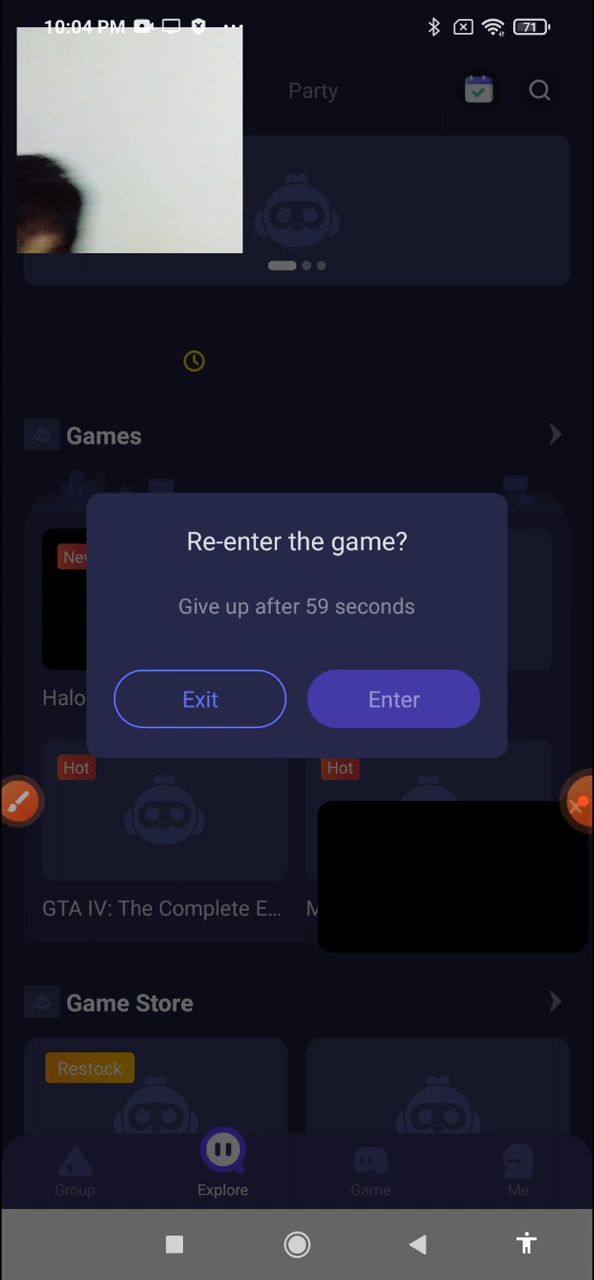 10:04 PM
71
Party
Games
Re-enter the game?
Give up after 59 seconds
Exit
Enter
Halo
Hot
Hot
GTA IV: The Complete E...
M
Game Store
Restock
Group
Explore
Game
Me